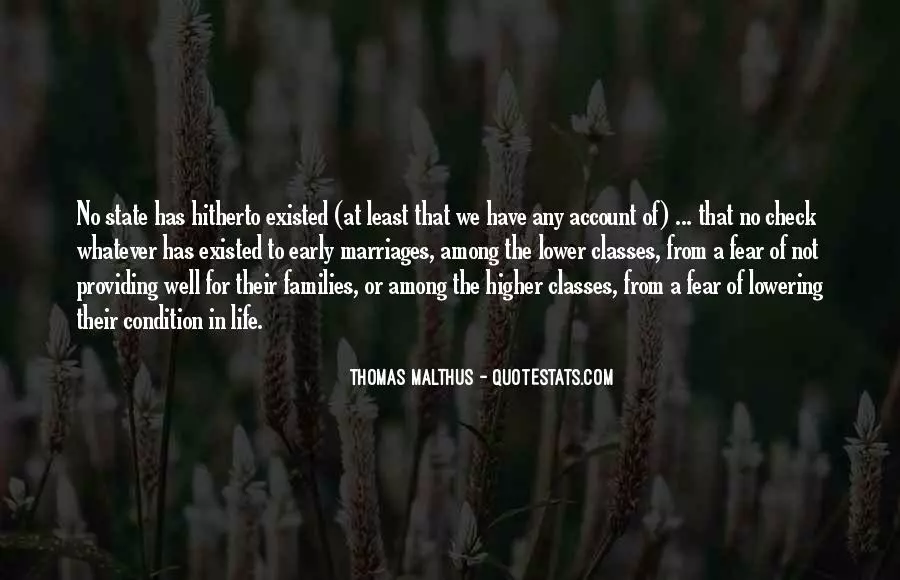 No state has hitherto existed (at least that we have any account of) ... that no check
whatever has existed to early marriages, among the lower classes, from a fear of not
providing well for their families, or among the higher classes, from a fear of lowering
their condition in life.
THOMAS MALTHUS - QUOTESTATS.COM